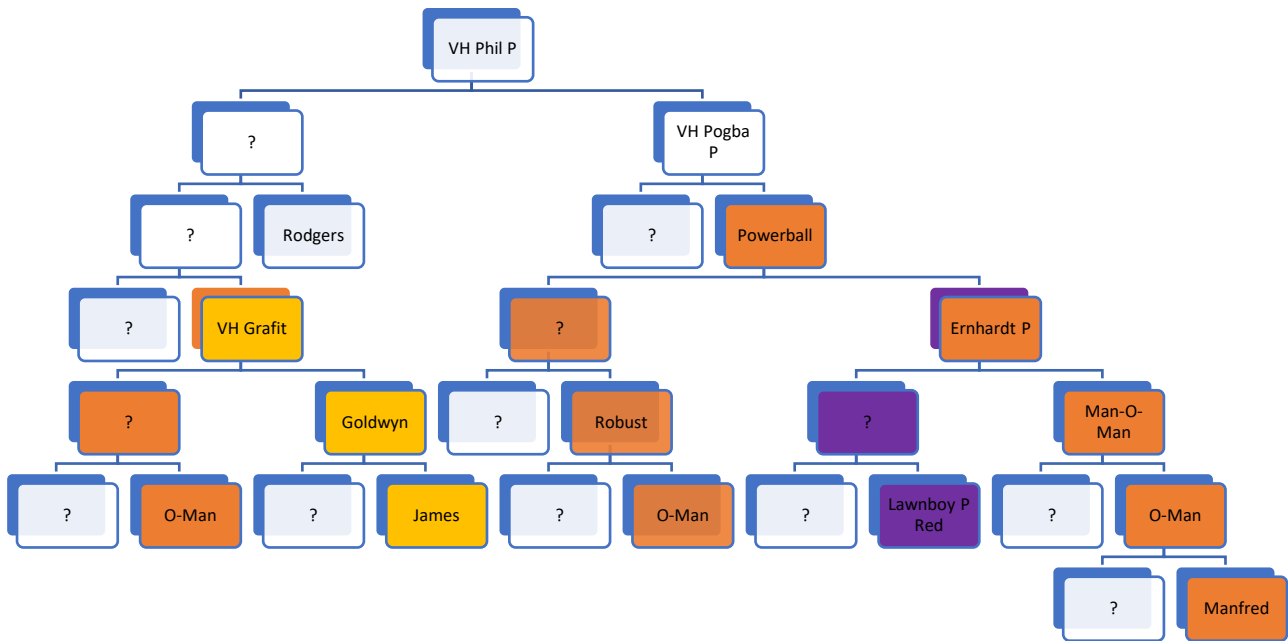 VH Phil P
?
VH Pogba
P
?
Rodgers
?
Powerball
?
VH Grafit
?
Ernhardt P
?
Goldwyn
?
Robust
?
Man-O-
Man
?
O-Man
?
James
?
O-Man
?
Lawnboy P
Red
?
O-Man
?
Manfred